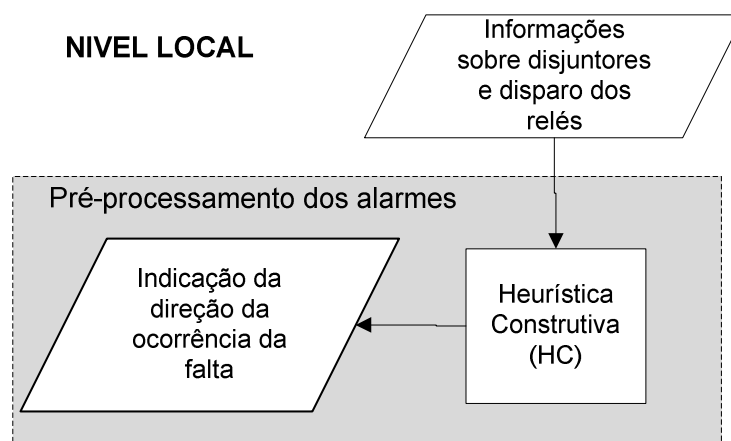 NIVEL LOCAL
Informações
sobre disjuntores
e disparo dos
relés
Pré-processamento dos alarmes
Indicação da
direção da
ocorrência da
falta
Heurística
Construtiva
(HC)